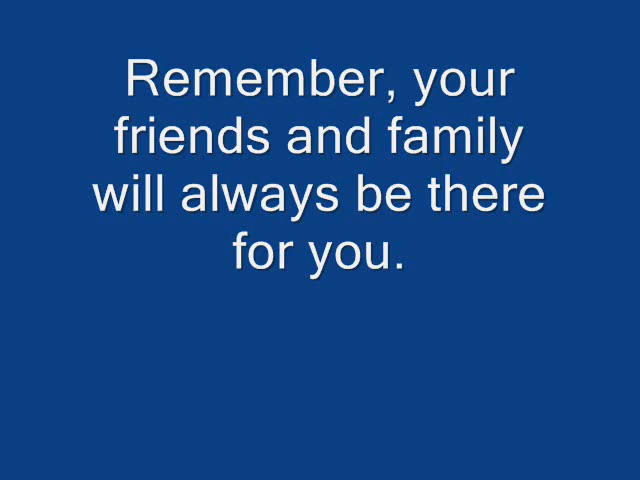 Remember, your
friends and family
will always be there
for you.